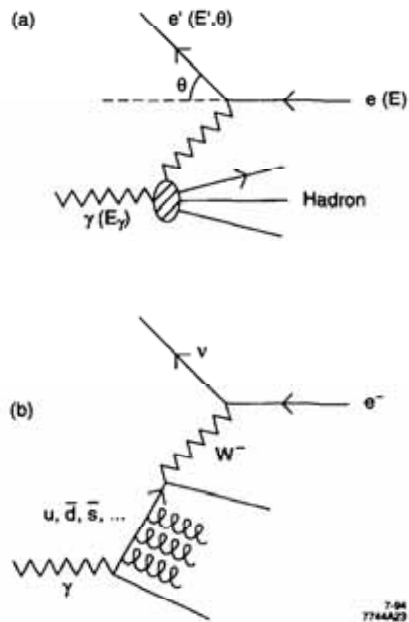 (a)
e' (E',θ)
θ
e (E)
γ (Eγ)
Hadron
(b)
ν
e⁻
W⁻
u, d̅, s̅, ...
γ
7-94
7744A23